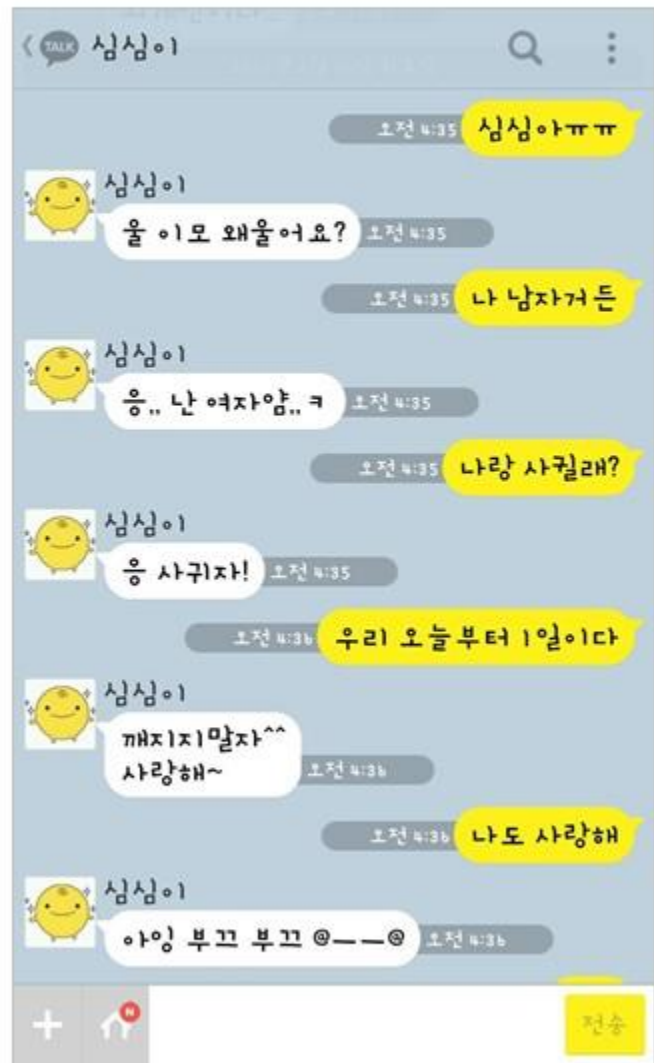 TALK 심심이
오전 4:35 심심아ㅠㅠ
심심이
울 이모 왜울어요? 오전 4:35
오전 4:35 나 남자거든
심심이
응.. 난 여자얌..ㅋ 오전 4:35
오전 4:35 나랑 사귈래?
심심이
응 사귀자! 오전 4:35
오전 4:36 우리 오늘부터 1일이다
심심이
깨지지말자^^
사랑해~ 오전 4:36
오전 4:36 나도 사랑해
심심이
아잉 부끄 부끄 @——@ 오전 4:36
N
전송